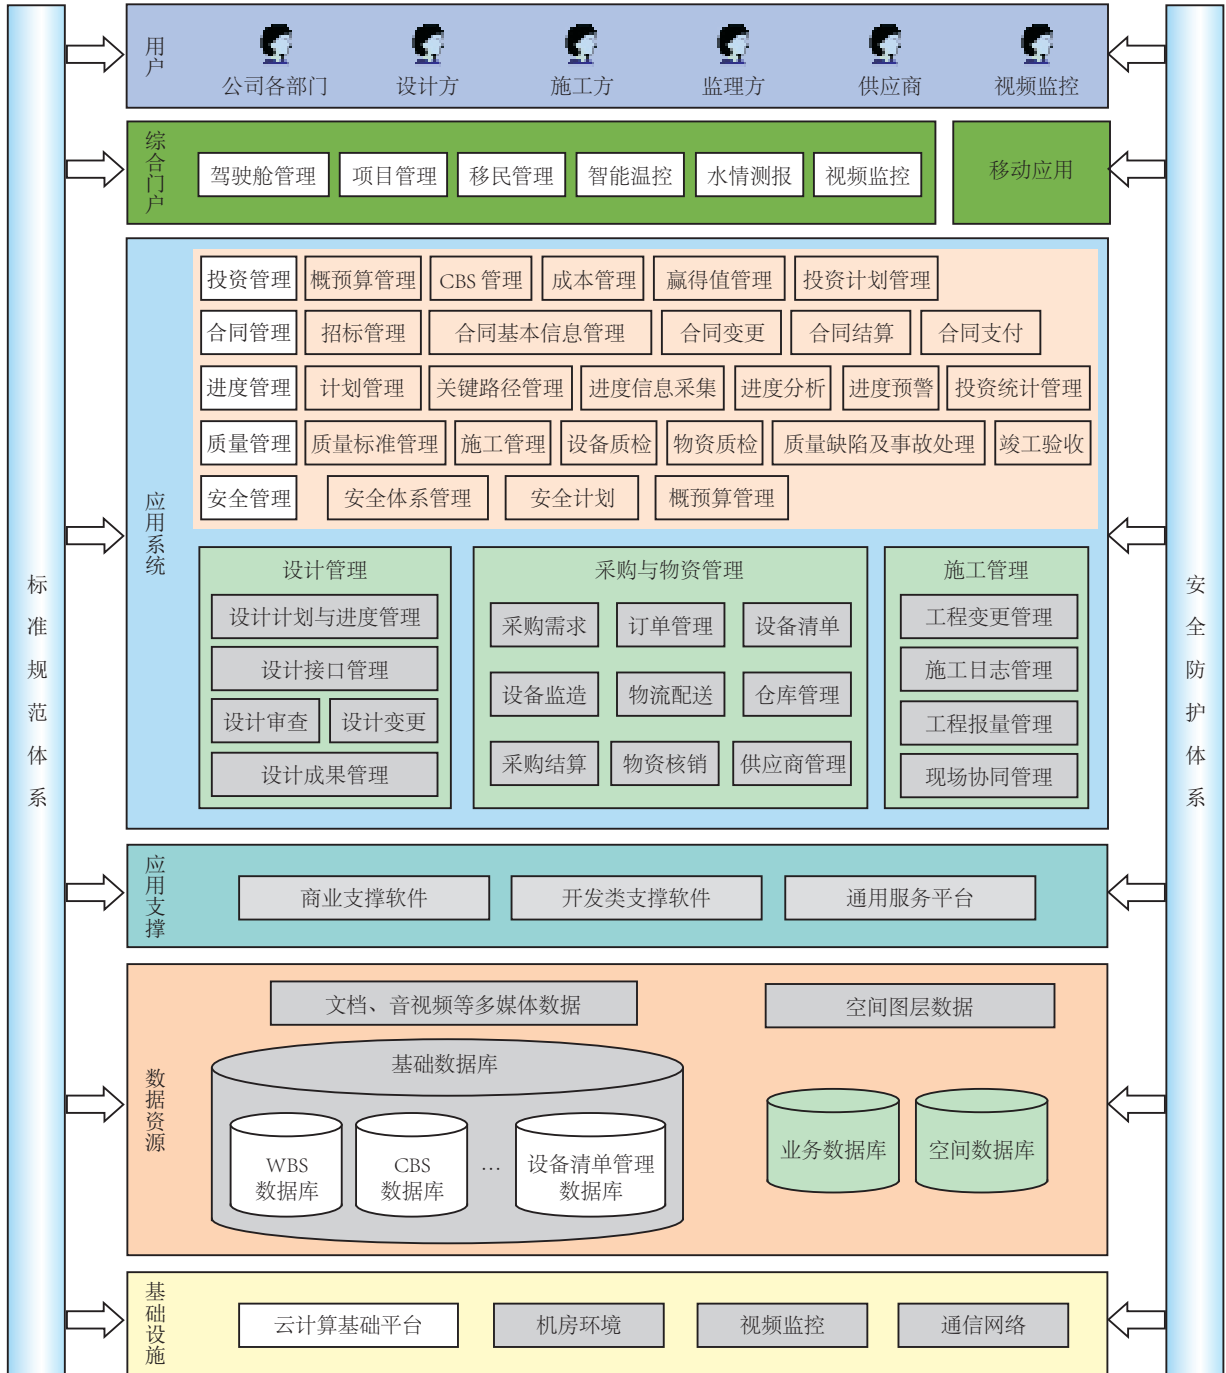 用户
公司各部门 设计方 施工方 监理方 供应商 视频监控
综合门户
驾驶舱管理 项目管理 移民管理 智能温控 水情测报 视频监控
移动应用
应用系统
投资管理 概预算管理 CBS 管理 成本管理 赢得值管理 投资计划管理
合同管理 招标管理 合同基本信息管理 合同变更 合同结算 合同支付
进度管理 计划管理 关键路径管理 进度信息采集 进度分析 进度预警 投资统计管理
质量管理 质量标准管理 施工管理 设备质检 物资质检 质量缺陷及事故处理 竣工验收
安全管理 安全体系管理 安全计划 概预算管理
设计管理
设计计划与进度管理
设计接口管理
设计审查 设计变更
设计成果管理
采购与物资管理
采购需求 订单管理 设备清单
设备监造 物流配送 仓库管理
采购结算 物资核销 供应商管理
施工管理
工程变更管理
施工日志管理
工程报量管理
现场协同管理
标准规范体系
安全防护体系
应用支撑
商业支撑软件 开发类支撑软件 通用服务平台
数据资源
文档、音视频等多媒体数据 空间图层数据
基础数据库
WBS
数据库
CBS
数据库
…
设备清单管理
数据库
业务数据库 空间数据库
基础设施
云计算基础平台 机房环境 视频监控 通信网络